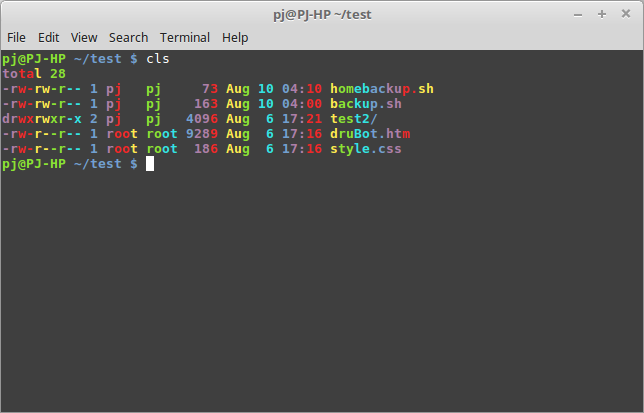 pj@PJ-HP ~/test
File Edit View Search Terminal Help
pj@PJ-HP ~/test $ cls
total 28
-rw-rw-r-- 1 pj   pj     73 Aug 10 04:10 homebackup.sh
-rw-rw-r-- 1 pj   pj    163 Aug 10 04:00 backup.sh
drwxrwxr-x 2 pj   pj   4096 Aug  6 17:21 test2/
-rw-r--r-- 1 root root 9289 Aug  6 17:16 druBot.htm
-rw-r--r-- 1 root root  186 Aug  6 17:16 style.css
pj@PJ-HP ~/test $